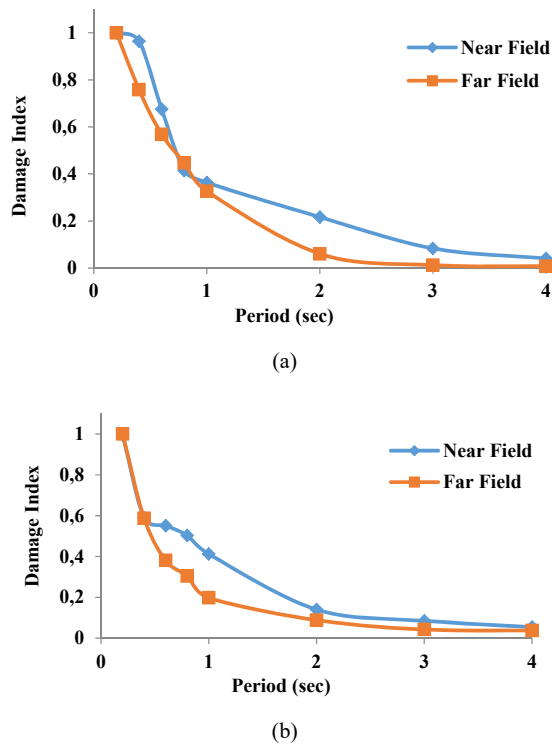 1
0,8
0,6
0,4
0,2
0
Damage Index
Near Field
Far Field
0 1 2 3 4
Period (sec)
(a)
1
0,8
0,6
0,4
0,2
0
Damage Index
Near Field
Far Field
0 1 2 3 4
Period (sec)
(b)